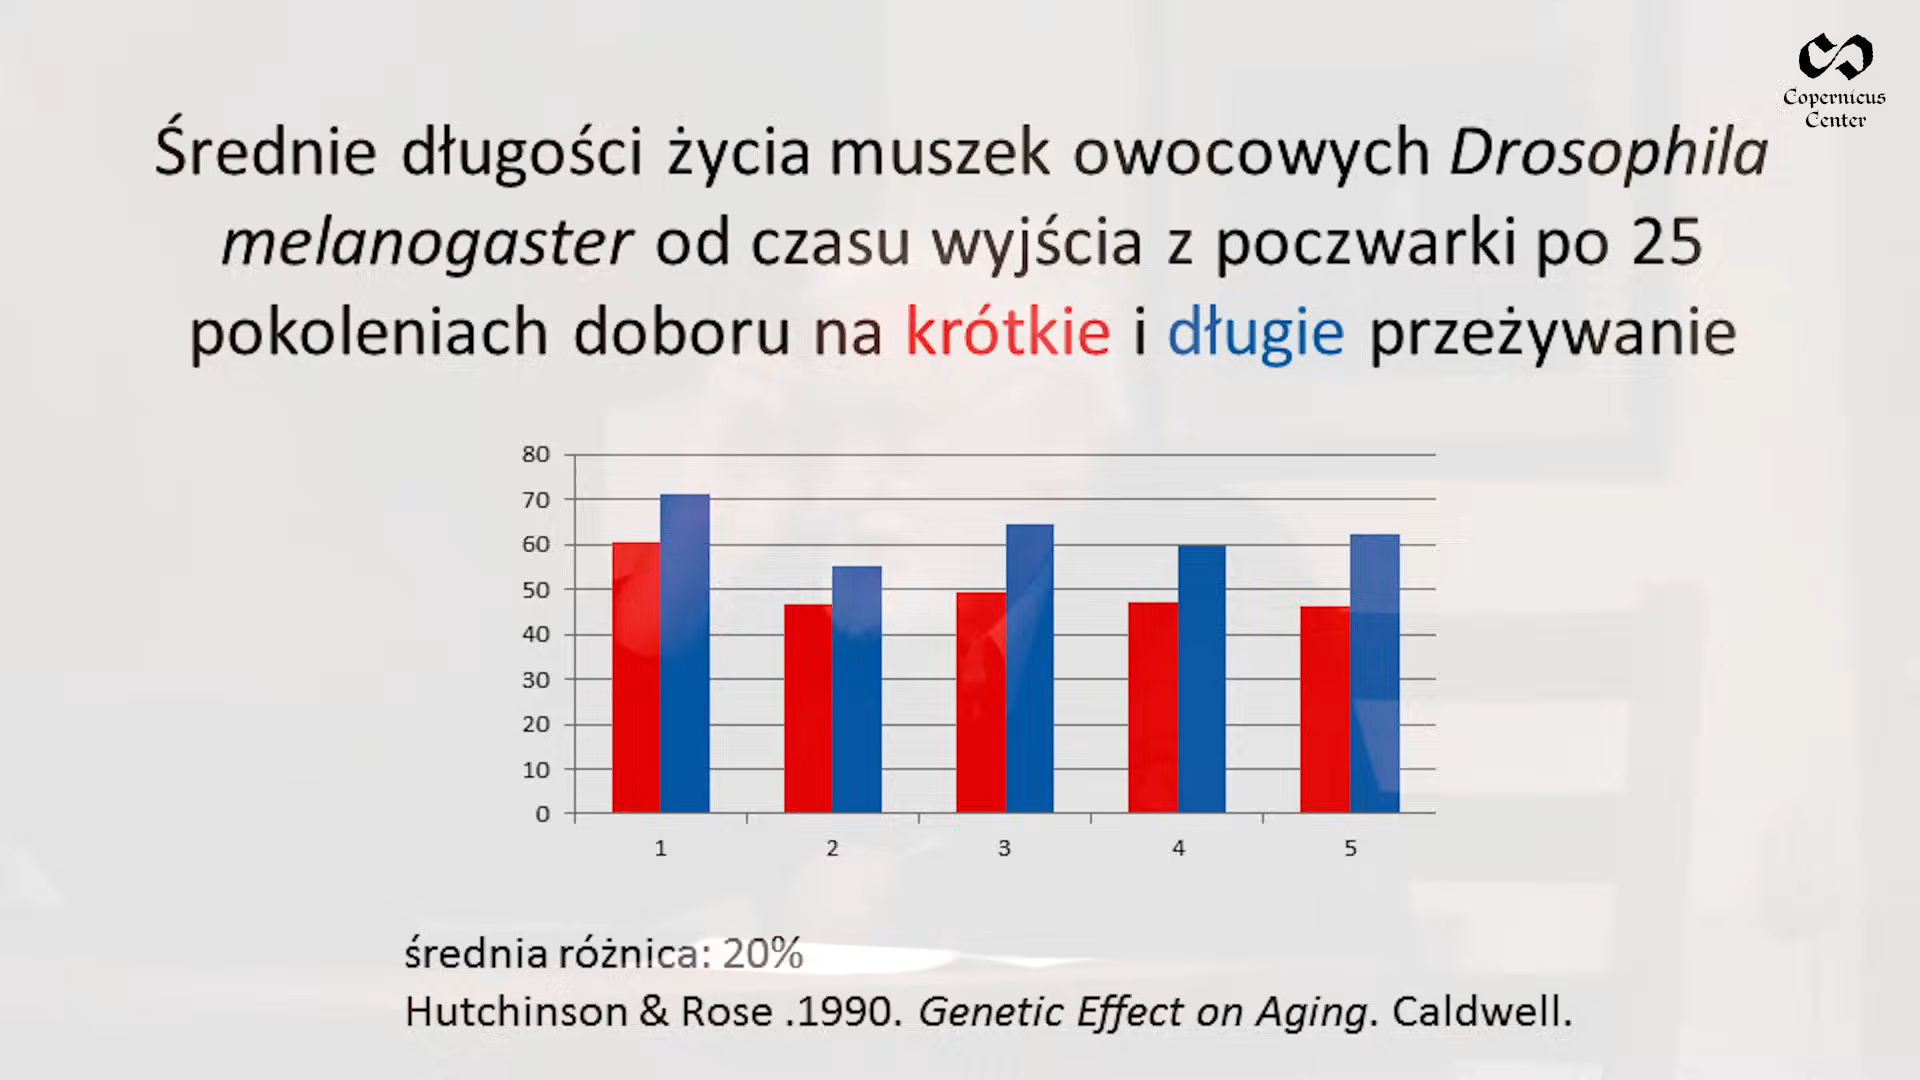 Copernicus
Center
Średnie długości życia muszek owocowych Drosophila
melanogaster od czasu wyjścia z poczwarki po 25
pokoleniach doboru na krótkie i długie przeżywanie
80
70
60
50
40
30
20
10
0
1 2 3 4 5
średnia różnica: 20%
Hutchinson & Rose .1990. Genetic Effect on Aging. Caldwell.